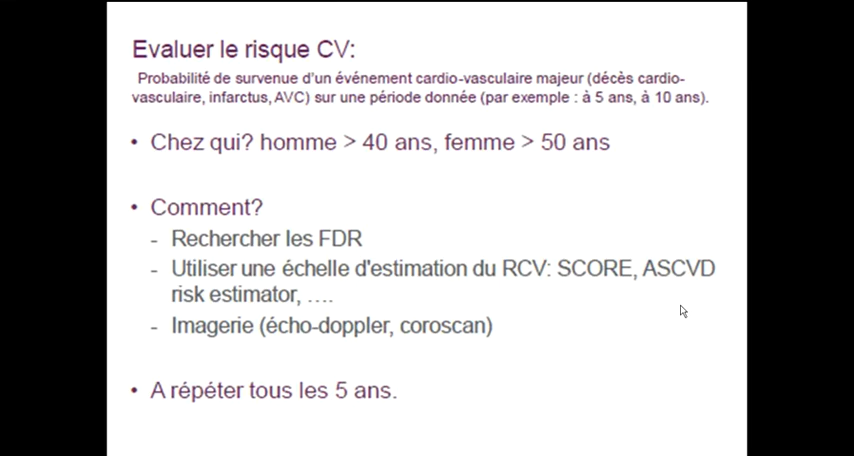 Evaluer le risque CV:
Probabilité de survenue d'un événement cardio-vasculaire majeur (décès cardio-
vasculaire, infarctus, AVC) sur une période donnée (par exemple : à 5 ans, à 10 ans).
• Chez qui? homme > 40 ans, femme > 50 ans
• Comment?
- Rechercher les FDR
- Utiliser une échelle d'estimation du RCV: SCORE, ASCVD
risk estimator, ....
- Imagerie (écho-doppler, coroscan)
• A répéter tous les 5 ans.